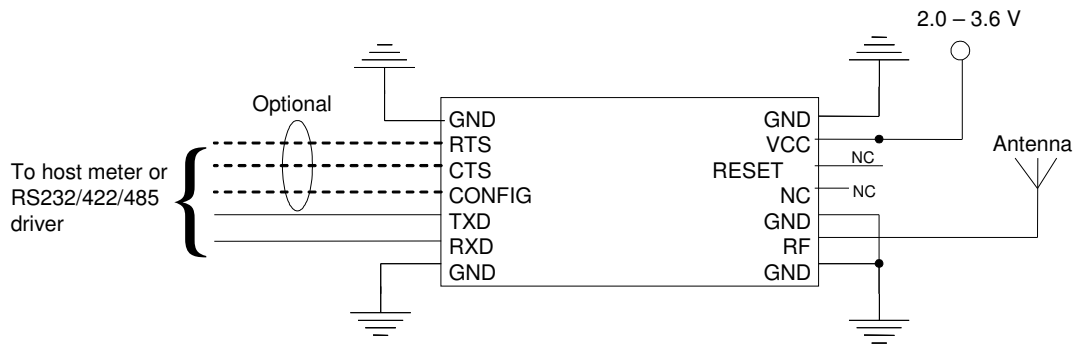 2.0 – 3.6 V
Optional
Antenna
To host meter or
RS232/422/485
driver
GND
RTS
CTS
CONFIG
TXD
RXD
GND
GND
VCC
RESET
NC
GND
RF
GND
NC
NC